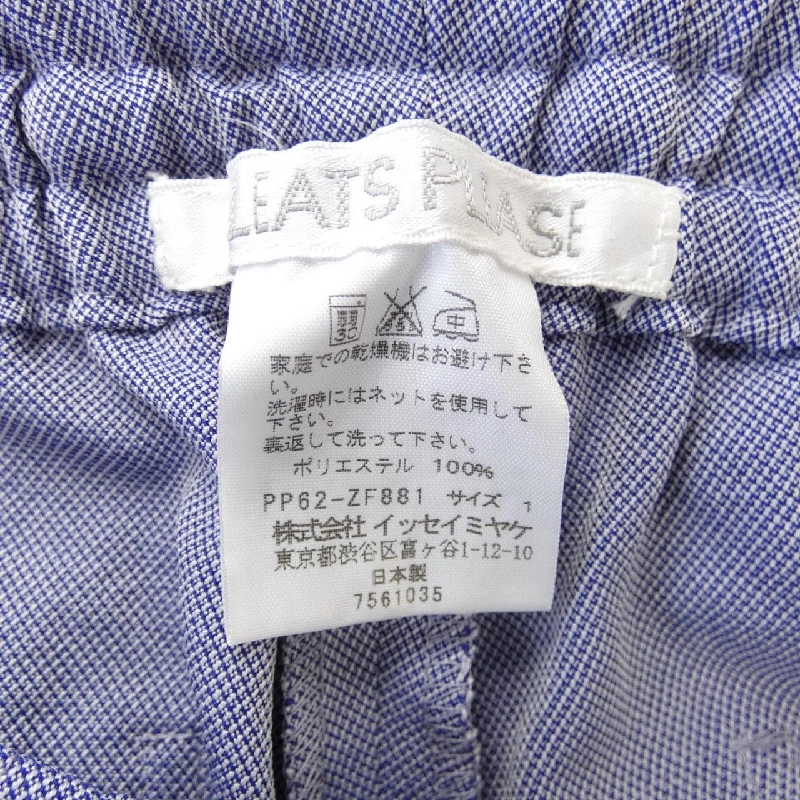 LEATS PLEASE
30
中
家庭での乾燥機はお避け下さ
い。
洗濯時にはネットを使用して
下さい。
裏返して洗って下さい。
ポリエステル 100%
PP62-ZF881 サイズ 1
株式会社 イッセイミヤケ
東京都渋谷区富ヶ谷1-12-10
日本製
7561035